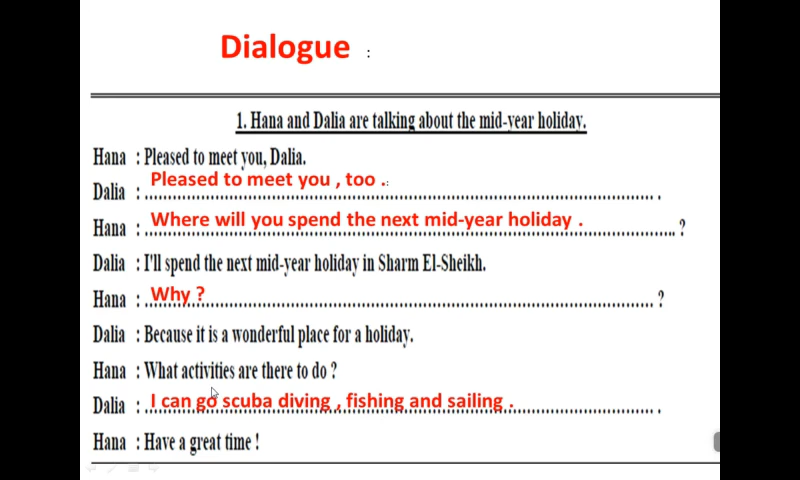 Dialogue :
1. Hana and Dalia are talking about the mid-year holiday.
Hana : Pleased to meet you, Dalia.
Dalia : Pleased to meet you , too .: .
Hana : Where will you spend the next mid-year holiday . ?
Dalia : I'll spend the next mid-year holiday in Sharm El-Sheikh.
Hana : Why ? ?
Dalia : Because it is a wonderful place for a holiday.
Hana : What activities are there to do ?
Dalia : I can go scuba diving , fishing and sailing . .
Hana : Have a great time !